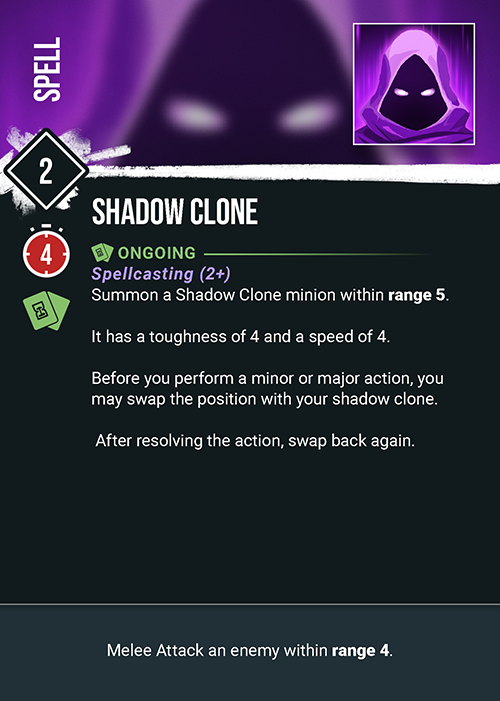 SPELL
2
SHADOW CLONE
4
ONGOING
Spellcasting (2+)
Summon a Shadow Clone minion within range 5.
It has a toughness of 4 and a speed of 4.
Before you perform a minor or major action, you
may swap the position with your shadow clone.
After resolving the action, swap back again.
Melee Attack an enemy within range 4.